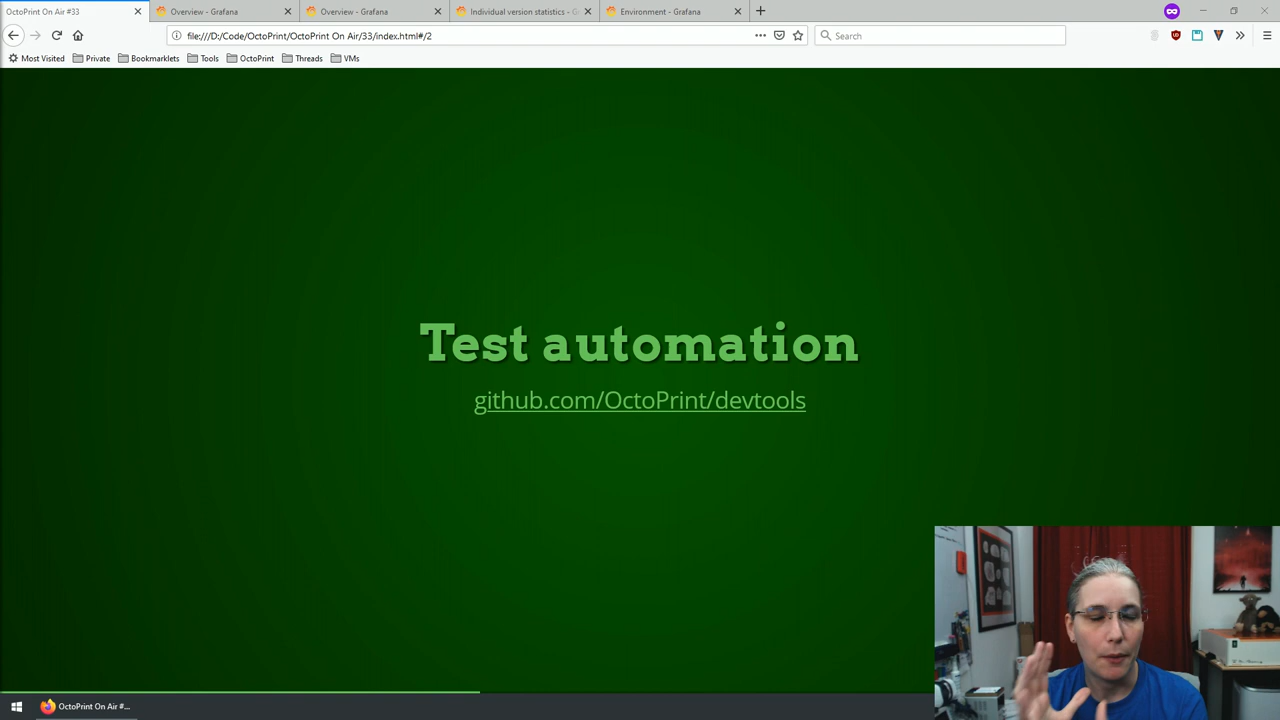 OctoPrint On Air #33
Overview - Grafana
Overview - Grafana
Individual version statistics - G
Environment - Grafana
file:///D:/Code/OctoPrint/OctoPrint On Air/33/index.html#/2
Search
Most Visited
Private
Bookmarklets
Tools
OctoPrint
Threads
VMs
Test automation
github.com/OctoPrint/devtools
OctoPrint On Air #...